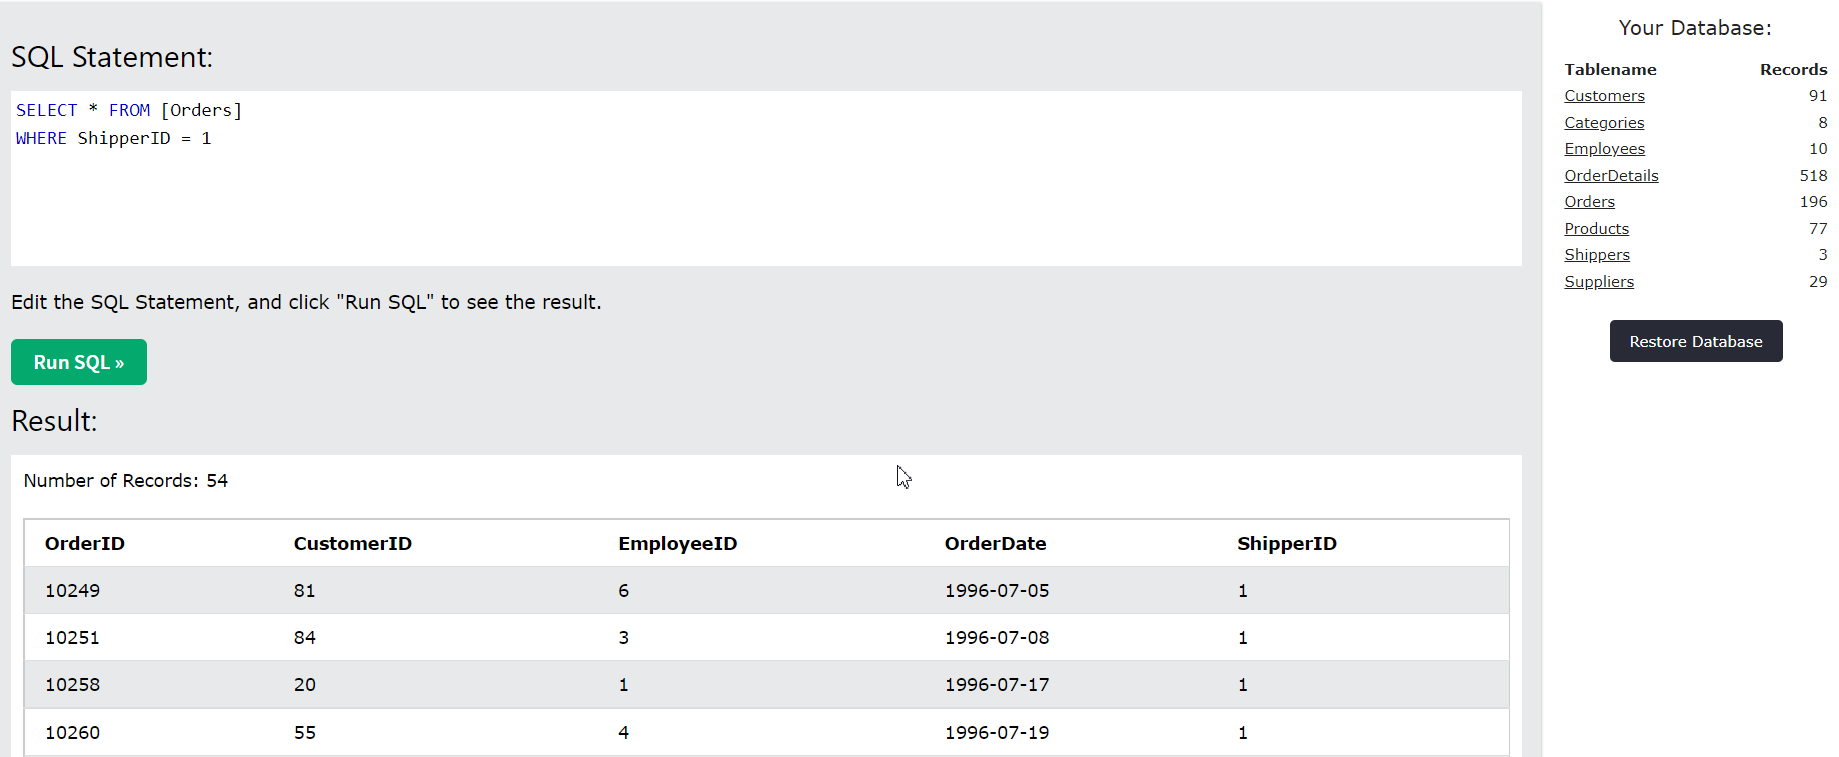 SQL Statement:
SELECT * FROM [Orders]
WHERE ShipperID = 1
Edit the SQL Statement, and click "Run SQL" to see the result.
Run SQL »
Result:
Number of Records: 54
OrderID CustomerID EmployeeID OrderDate ShipperID
10249 81 6 1996-07-05 1
10251 84 3 1996-07-08 1
10258 20 1 1996-07-17 1
10260 55 4 1996-07-19 1
Your Database:
Tablename Records
Customers 91
Categories 8
Employees 10
OrderDetails 518
Orders 196
Products 77
Shippers 3
Suppliers 29
Restore Database